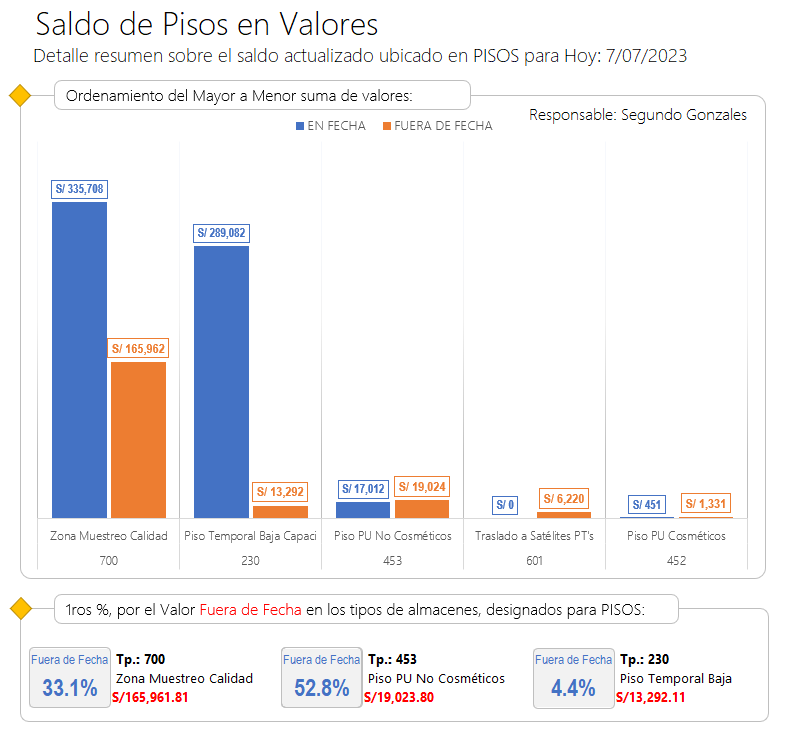 Saldo de Pisos en Valores
Detalle resumen sobre el saldo actualizado ubicado en PISOS para Hoy: 7/07/2023
Ordenamiento del Mayor a Menor suma de valores:
Responsable: Segundo Gonzales
EN FECHA FUERA DE FECHA
S/ 335,708
S/ 289,082
S/ 165,962
S/ 13,292
S/ 17,012
S/ 19,024
S/ 0
S/ 6,220
S/ 451
S/ 1,331
Zona Muestreo Calidad Piso Temporal Baja Capaci Piso PU No Cosméticos Traslado a Satélites PT's Piso PU Cosméticos
700 230 453 601 452
1ros %, por el Valor Fuera de Fecha en los tipos de almacenes, designados para PISOS:
Fuera de Fecha
33.1%
Tp.: 700
Zona Muestreo Calidad
S/165,961.81
Fuera de Fecha
52.8%
Tp.: 453
Piso PU No Cosméticos
S/19,023.80
Fuera de Fecha
4.4%
Tp.: 230
Piso Temporal Baja
S/13,292.11